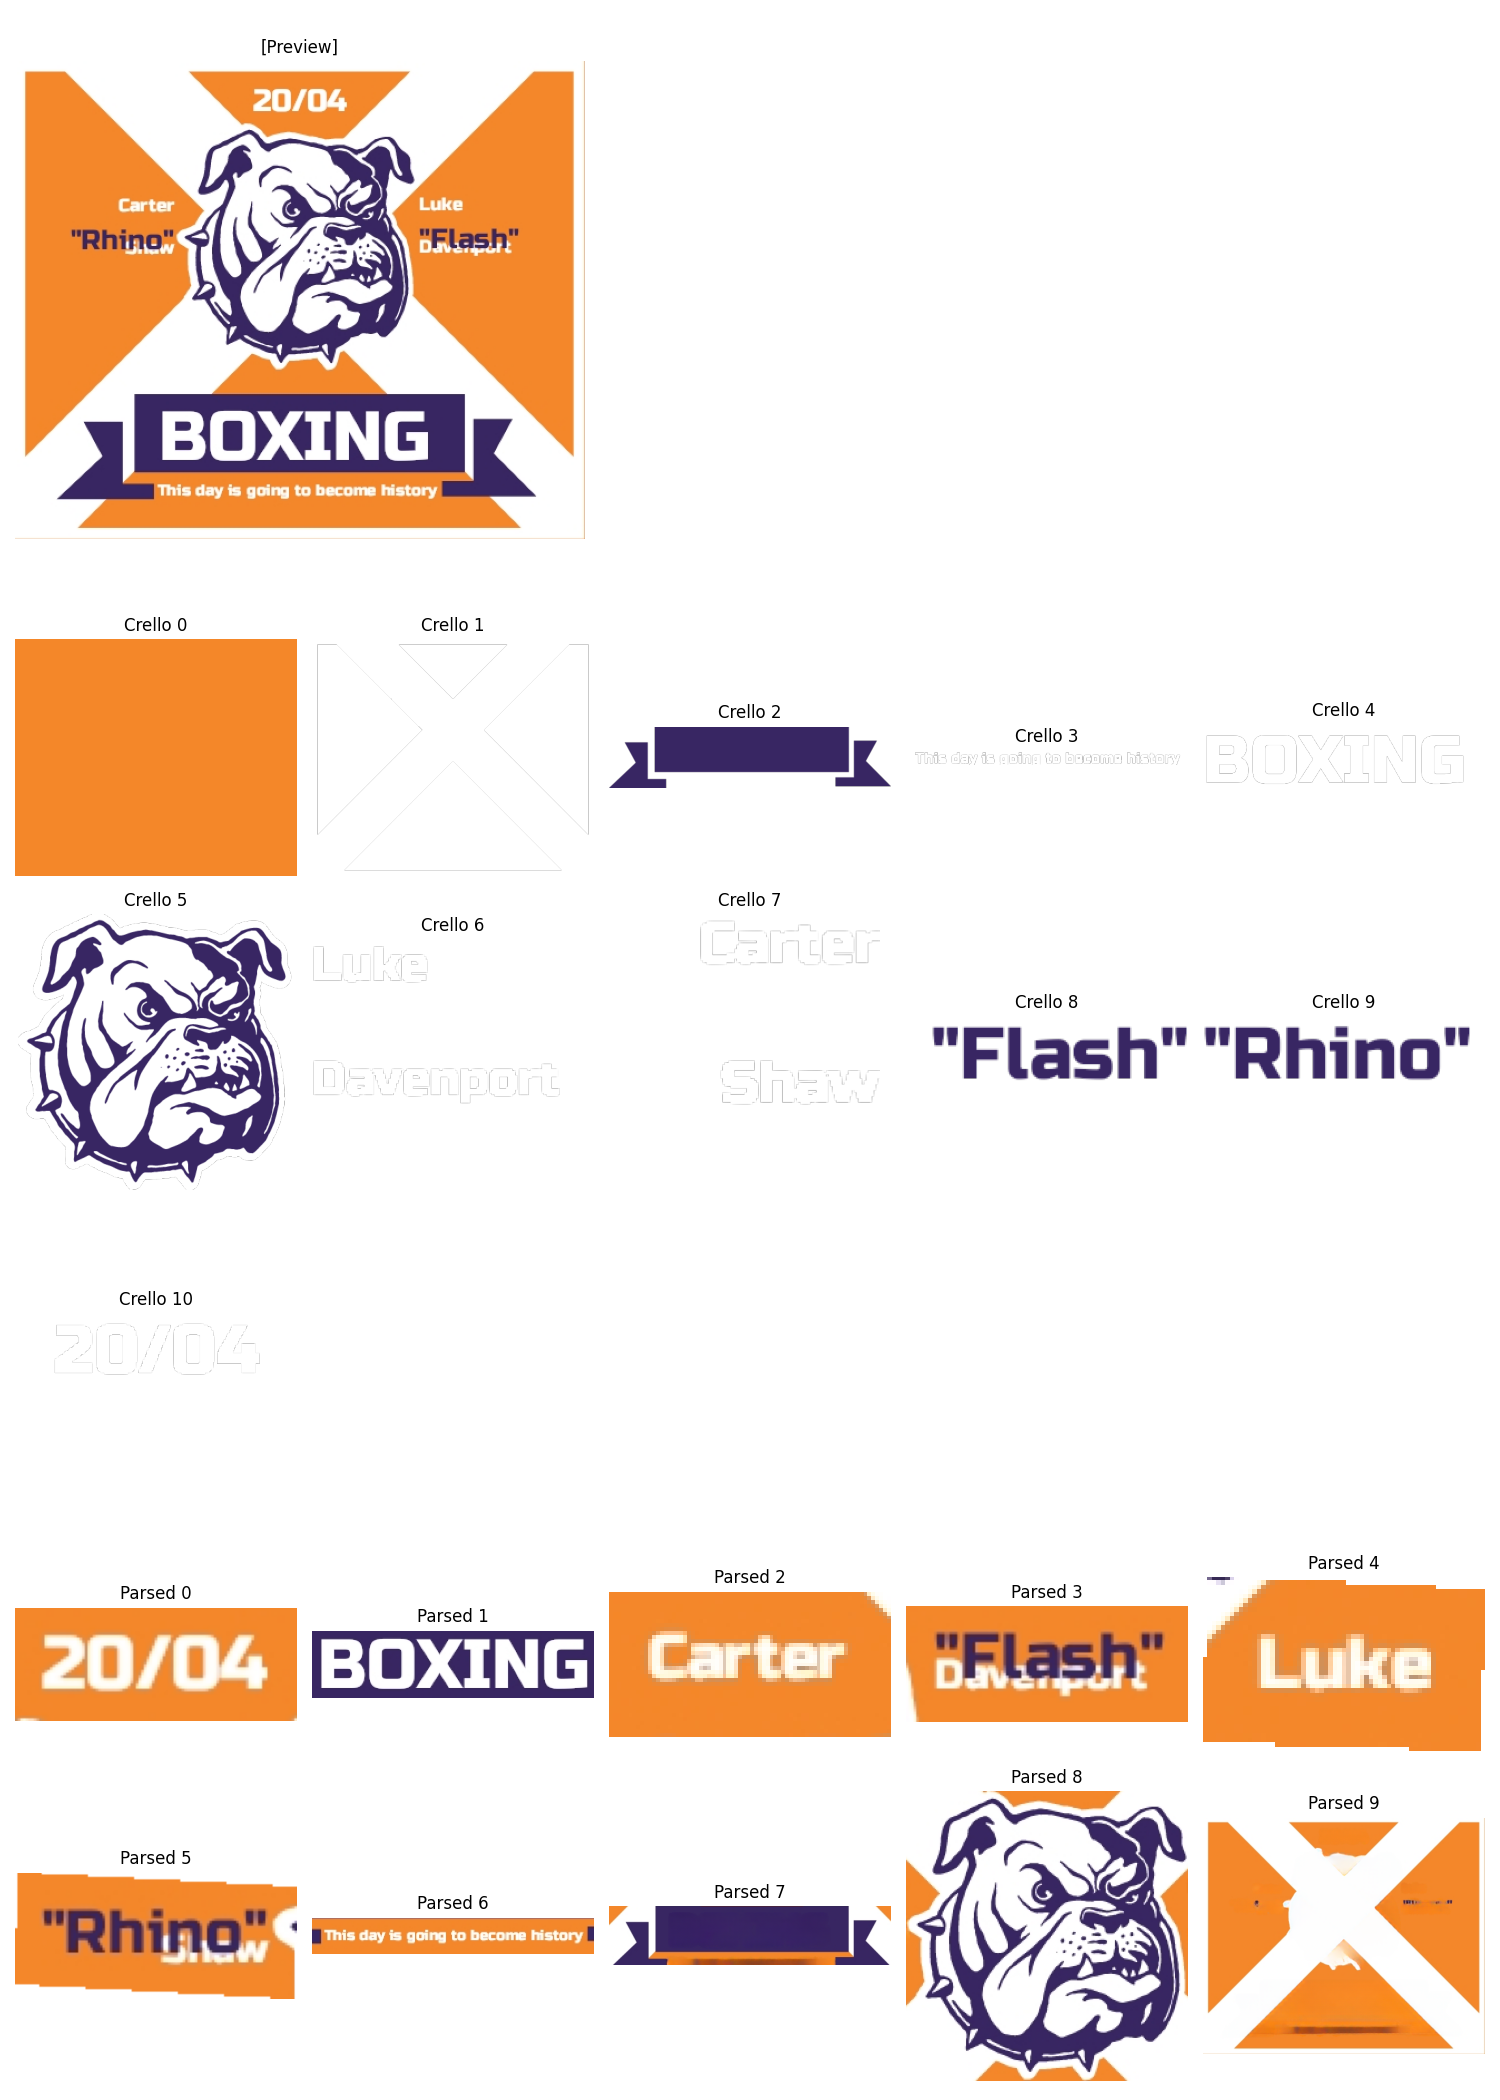 [Preview]
20/04
Carter
Luke
"Rhino"
Shaw
"Flash"
Davenport
BOXING
This day is going to become history
Crello 0
Crello 1
Crello 2
Crello 3
Crello 4
This day is going to become history
BOXING
Crello 5
Crello 6
Crello 7
Crello 8
Crello 9
Luke
Davenport
Carter
Shaw
"Flash"
"Rhino"
Crello 10
20/04
Parsed 0
Parsed 1
Parsed 2
Parsed 3
Parsed 4
20/04
BOXING
Carter
"Flash"
Davenport
Luke
Parsed 5
Parsed 6
Parsed 7
Parsed 8
Parsed 9
"Rhino"
Shaw
This day is going to become history